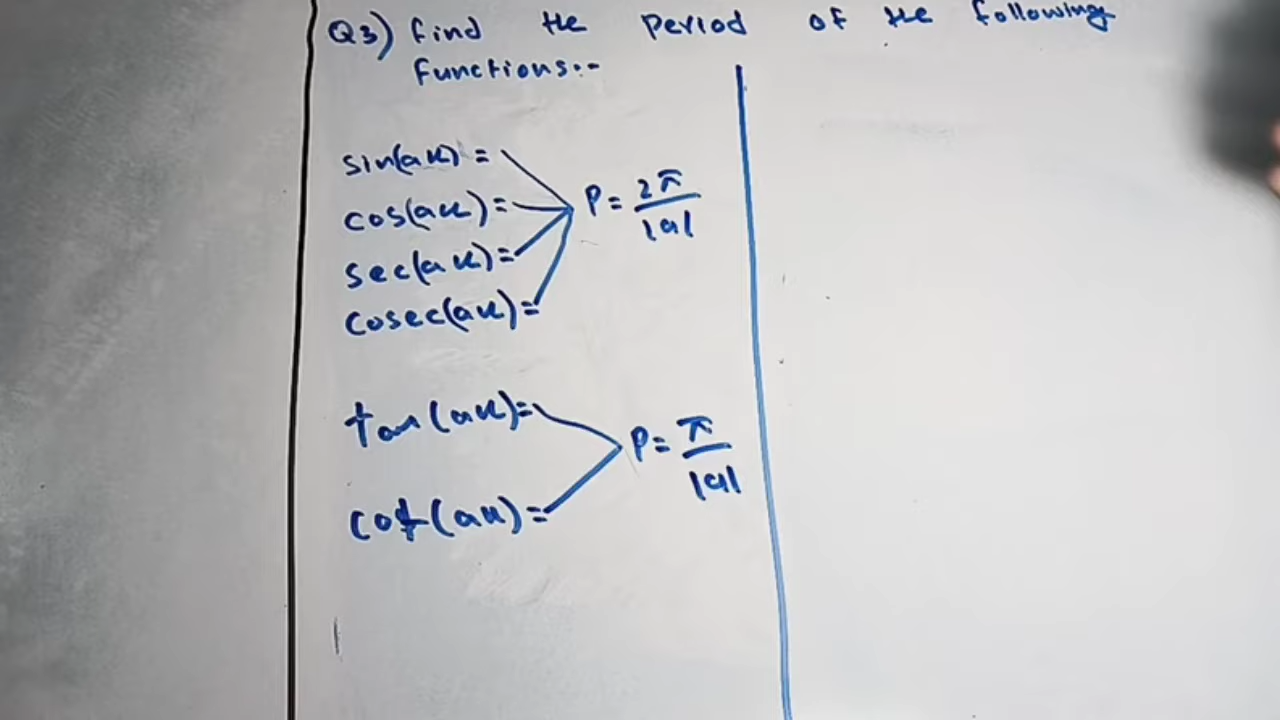 Q3) Find the Period of the following
Functions:-
sin(ax) =
cos(ax) =
sec(ax) =
cosec(ax) =
P = 2π/|a|
tan(ax) =
cot(ax) =
P = π/|a|